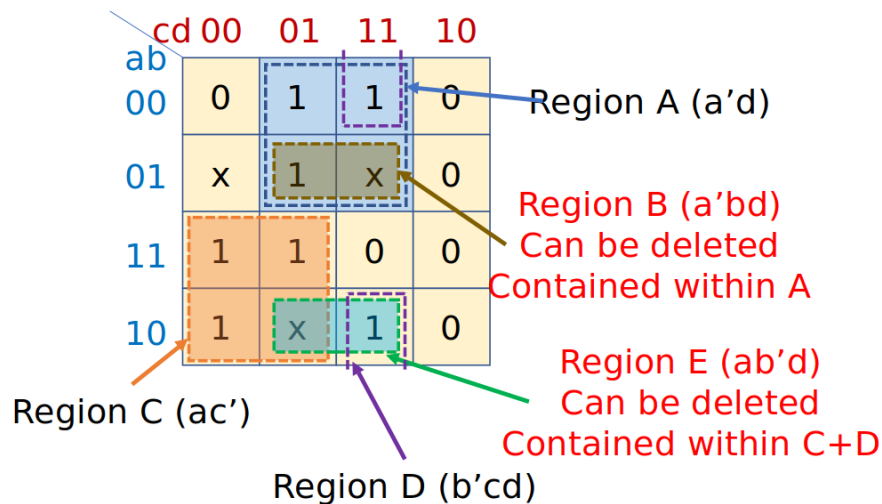 cd 00 01 11 10
ab
00 0 1 1 0
Region A (a’d)
01 x 1 x 0
Region B (a’bd)
Can be deleted
Contained within A
11 1 1 0 0
10 1 x 1 0
Region E (ab’d)
Can be deleted
Contained within C+D
Region C (ac’)
Region D (b’cd)